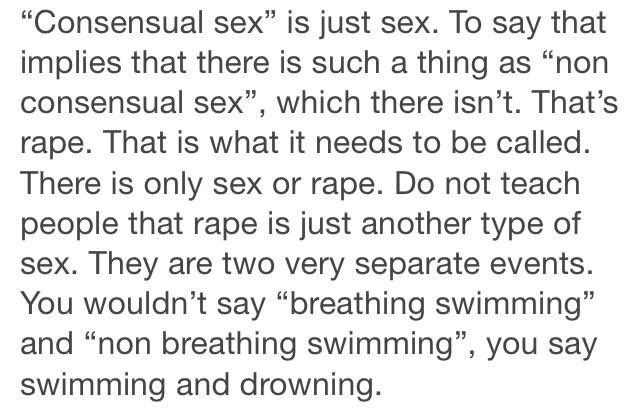 “Consensual sex” is just sex. To say that
implies that there is such a thing as “non
consensual sex”, which there isn’t. That’s
rape. That is what it needs to be called.
There is only sex or rape. Do not teach
people that rape is just another type of
sex. They are two very separate events.
You wouldn’t say “breathing swimming”
and “non breathing swimming”, you say
swimming and drowning.